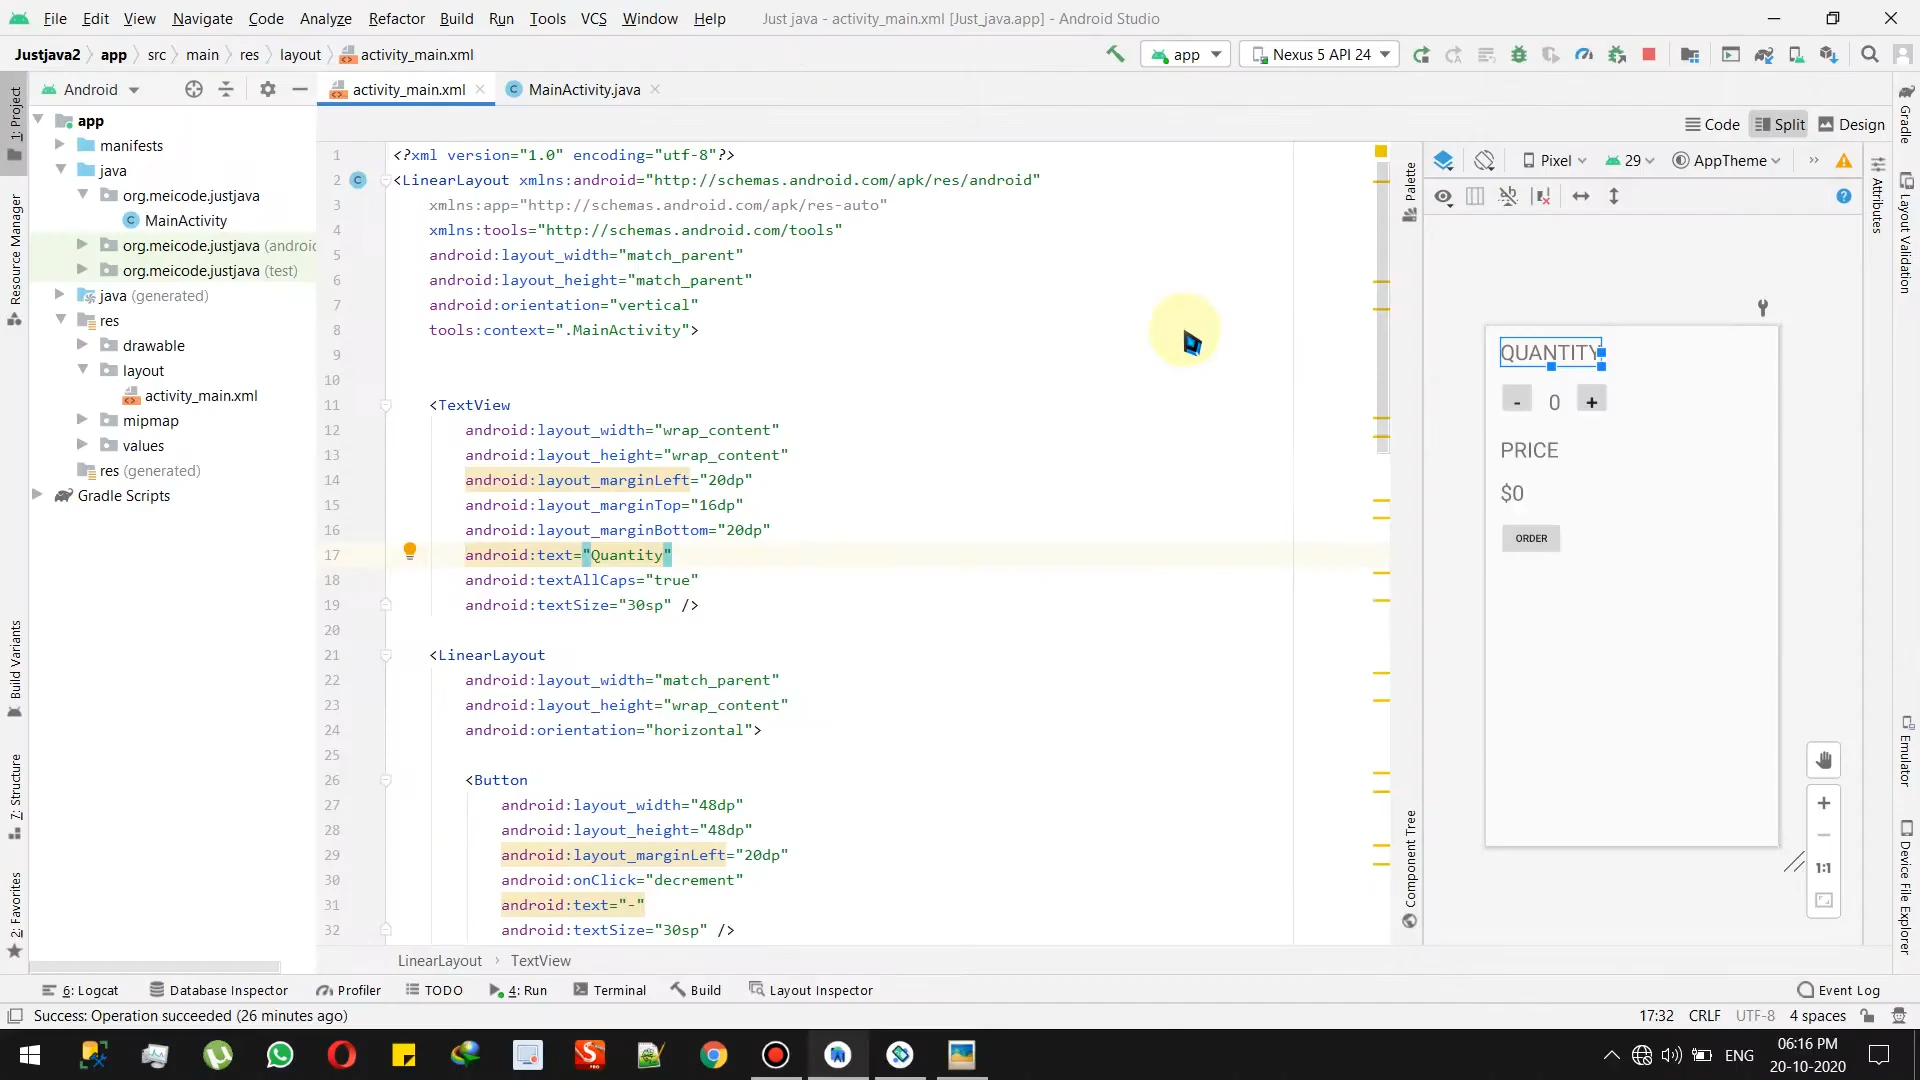 File Edit View Navigate Code Analyze Refactor Build Run Tools VCS Window Help Just java - activity_main.xml [Just_java.app] - Android Studio
Justjava2 app src main res layout activity_main.xml app Nexus 5 API 24
Android activity_main.xml MainActivity.java
Code Split Design
Pixel 29 AppTheme
app
manifests
java
org.meicode.justjava
MainActivity
org.meicode.justjava (androi
org.meicode.justjava (test)
java (generated)
res
drawable
layout
activity_main.xml
mipmap
values
res (generated)
Gradle Scripts
1: Project
Resource Manager
Build Variants
7: Structure
2: Favorites
1 <?xml version="1.0" encoding="utf-8"?>
2 <LinearLayout xmlns:android="http://schemas.android.com/apk/res/android"
3 xmlns:app="http://schemas.android.com/apk/res-auto"
4 xmlns:tools="http://schemas.android.com/tools"
5 android:layout_width="match_parent"
6 android:layout_height="match_parent"
7 android:orientation="vertical"
8 tools:context=".MainActivity">
9
10
11 <TextView
12 android:layout_width="wrap_content"
13 android:layout_height="wrap_content"
14 android:layout_marginLeft="20dp"
15 android:layout_marginTop="16dp"
16 android:layout_marginBottom="20dp"
17 android:text="Quantity"
18 android:textAllCaps="true"
19 android:textSize="30sp" />
20
21 <LinearLayout
22 android:layout_width="match_parent"
23 android:layout_height="wrap_content"
24 android:orientation="horizontal">
25
26 <Button
27 android:layout_width="48dp"
28 android:layout_height="48dp"
29 android:layout_marginLeft="20dp"
30 android:onClick="decrement"
31 android:text="-"
32 android:textSize="30sp" />
LinearLayout TextView
Palette
Component Tree
QUANTITY
- 0 +
PRICE
$0
ORDER
1:1
Gradle
Attributes
Layout Validation
Emulator
Device File Explorer
6: Logcat Database Inspector Profiler TODO 4: Run Terminal Build Layout Inspector Event Log
Success: Operation succeeded (26 minutes ago) 17:32 CRLF UTF-8 4 spaces
ENG 06:16 PM
20-10-2020